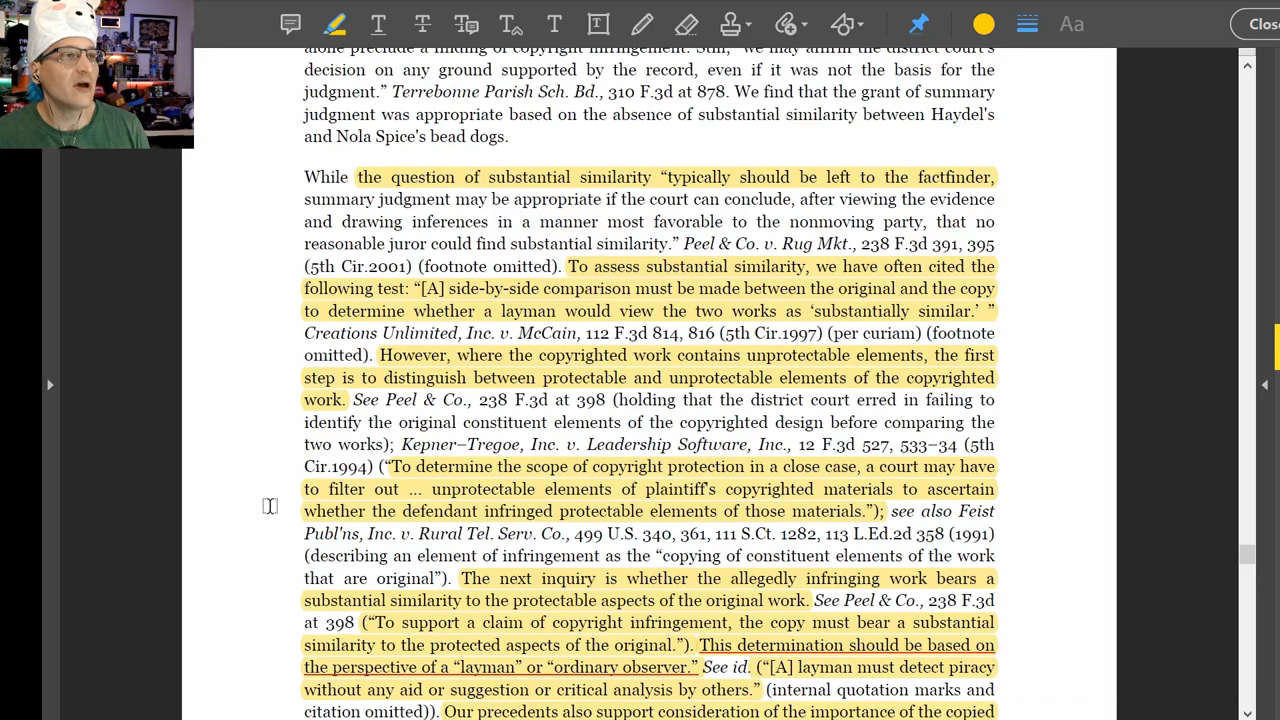 Clos
alone preclude a finding of copyright infringement. Still, “we may affirm the district court's
decision on any ground supported by the record, even if it was not the basis for the
judgment.” Terrebonne Parish Sch. Bd., 310 F.3d at 878. We find that the grant of summary
judgment was appropriate based on the absence of substantial similarity between Haydel's
and Nola Spice's bead dogs.
While the question of substantial similarity “typically should be left to the factfinder,
summary judgment may be appropriate if the court can conclude, after viewing the evidence
and drawing inferences in a manner most favorable to the nonmoving party, that no
reasonable juror could find substantial similarity.” Peel & Co. v. Rug Mkt., 238 F.3d 391, 395
(5th Cir.2001) (footnote omitted). To assess substantial similarity, we have often cited the
following test: “[A] side-by-side comparison must be made between the original and the copy
to determine whether a layman would view the two works as ‘substantially similar.’ ”
Creations Unlimited, Inc. v. McCain, 112 F.3d 814, 816 (5th Cir.1997) (per curiam) (footnote
omitted). However, where the copyrighted work contains unprotectable elements, the first
step is to distinguish between protectable and unprotectable elements of the copyrighted
work. See Peel & Co., 238 F.3d at 398 (holding that the district court erred in failing to
identify the original constituent elements of the copyrighted design before comparing the
two works); Kepner–Tregoe, Inc. v. Leadership Software, Inc., 12 F.3d 527, 533–34 (5th
Cir.1994) (“To determine the scope of copyright protection in a close case, a court may have
to filter out ... unprotectable elements of plaintiff's copyrighted materials to ascertain
whether the defendant infringed protectable elements of those materials.”); see also Feist
Publ'ns, Inc. v. Rural Tel. Serv. Co., 499 U.S. 340, 361, 111 S.Ct. 1282, 113 L.Ed.2d 358 (1991)
(describing an element of infringement as the “copying of constituent elements of the work
that are original”). The next inquiry is whether the allegedly infringing work bears a
substantial similarity to the protectable aspects of the original work. See Peel & Co., 238 F.3d
at 398 (“To support a claim of copyright infringement, the copy must bear a substantial
similarity to the protected aspects of the original.”). This determination should be based on
the perspective of a “layman” or “ordinary observer.” See id. (“[A] layman must detect piracy
without any aid or suggestion or critical analysis by others.” (internal quotation marks and
citation omitted)). Our precedents also support consideration of the importance of the copied